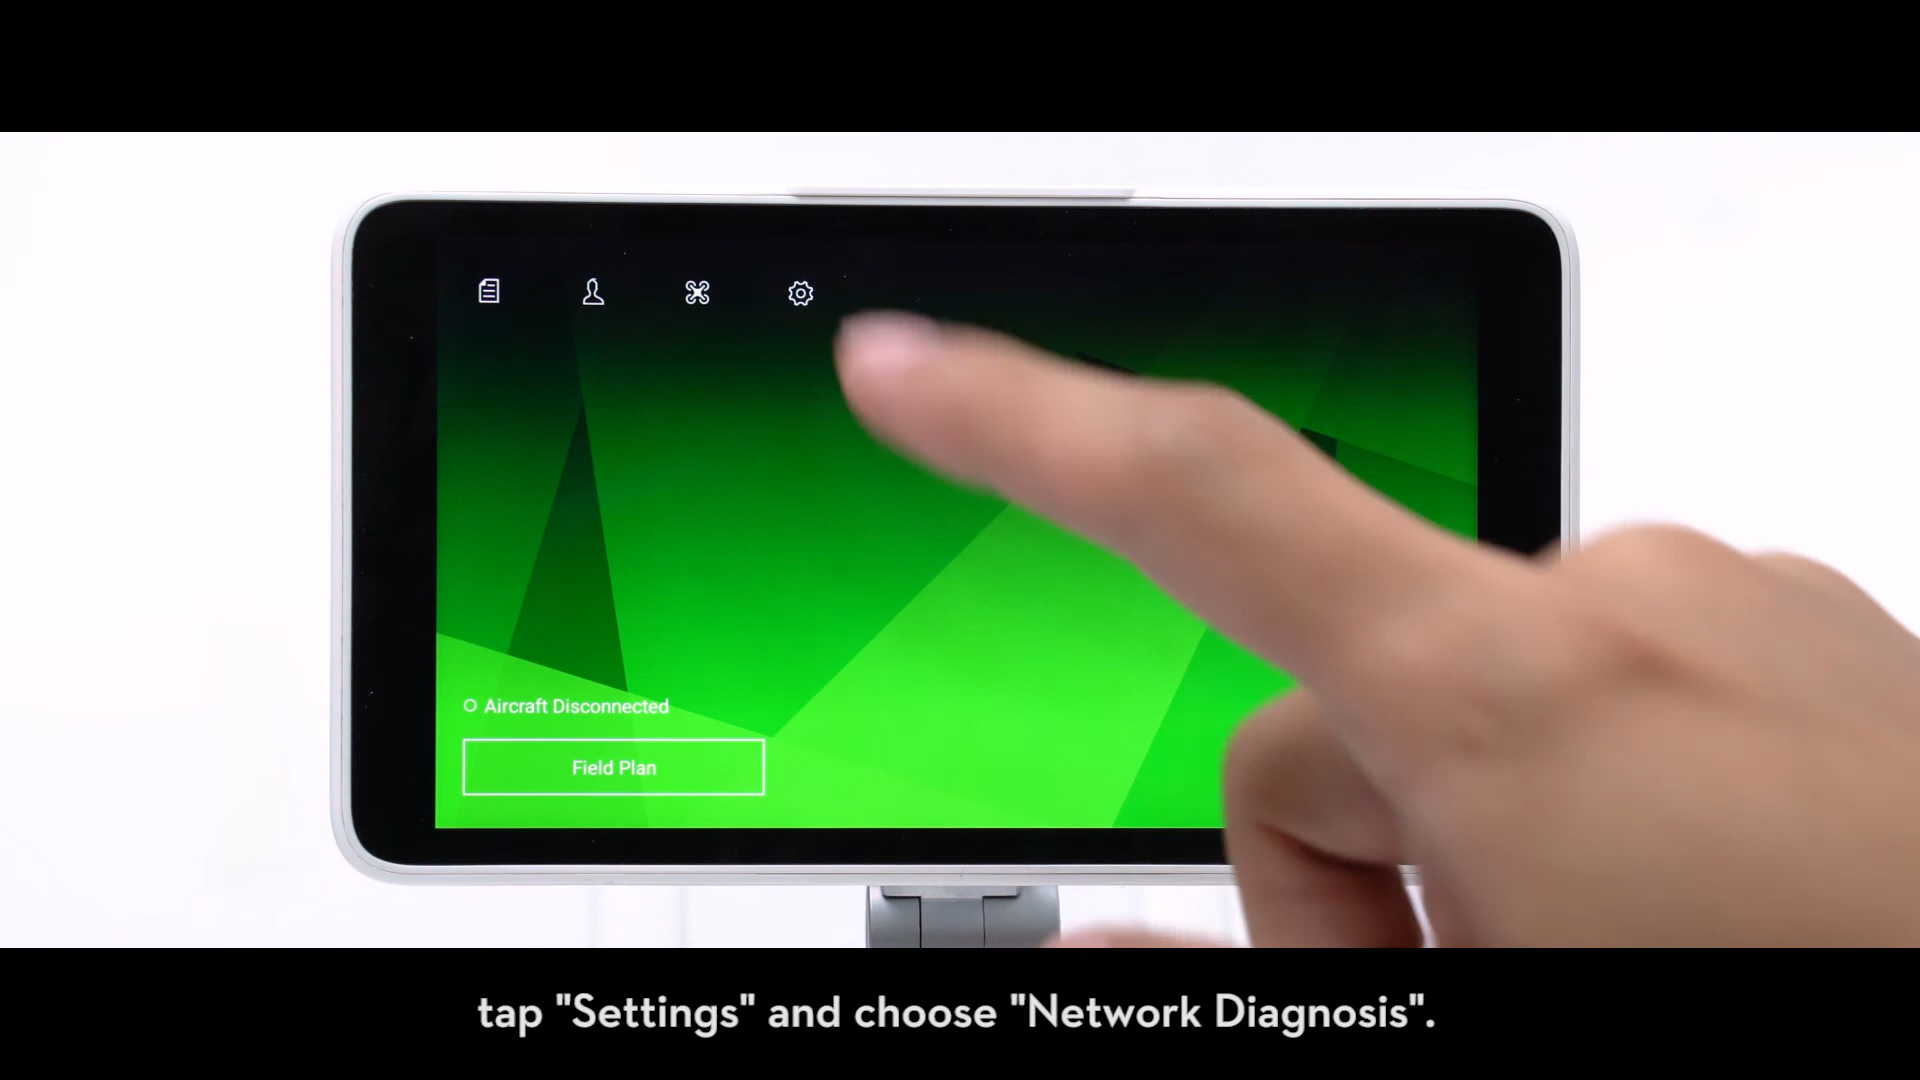 Aircraft Disconnected
Field Plan
tap "Settings" and choose "Network Diagnosis".